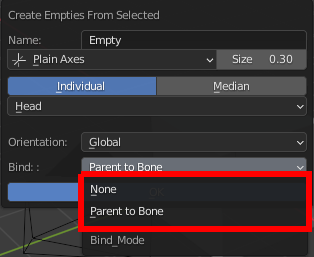 Create Empties From Selected
Name: Empty
Plain Axes Size 0.30
Individual Median
Head
Orientation: Global
Bind: : Parent to Bone
None
Parent to Bone
Bind_Mode